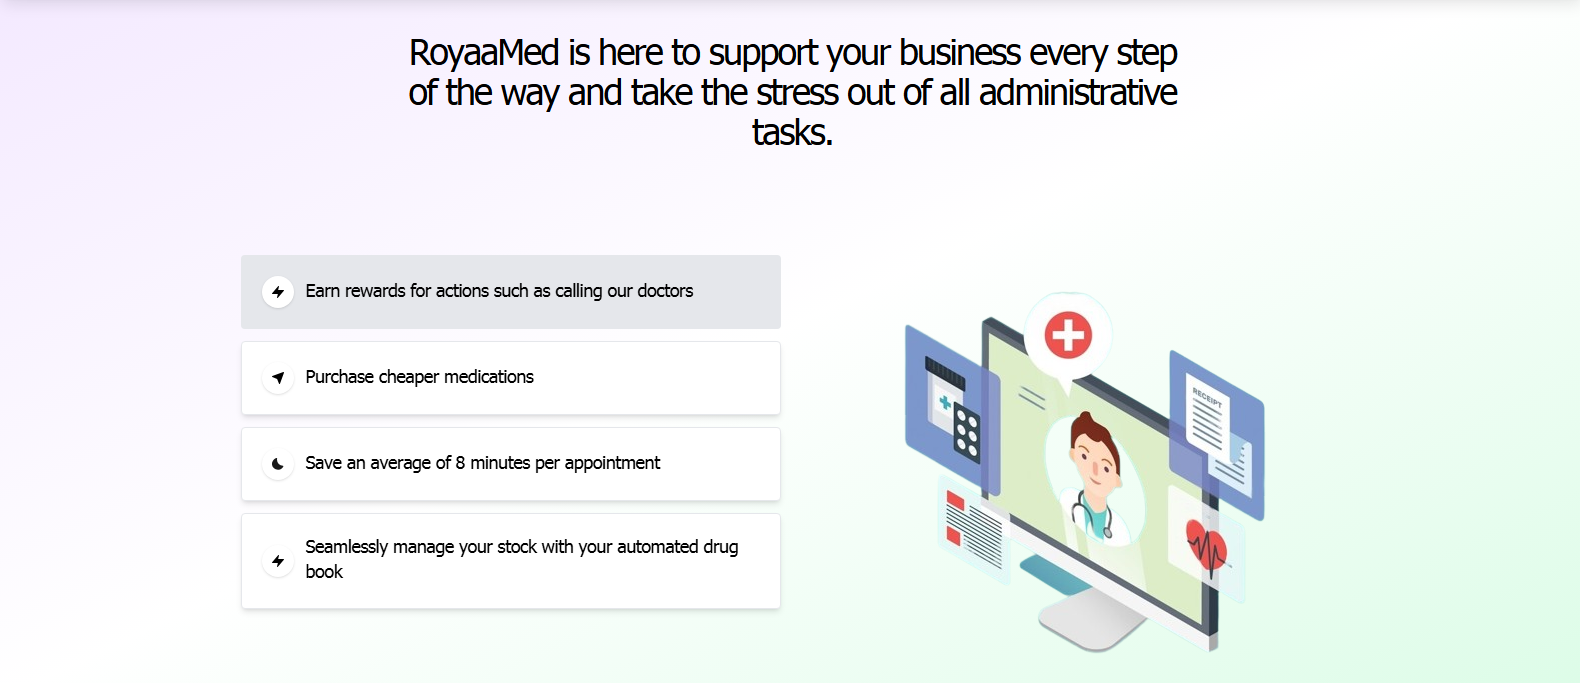 RoyaaMed is here to support your business every step
of the way and take the stress out of all administrative
tasks.
Earn rewards for actions such as calling our doctors
Purchase cheaper medications
Save an average of 8 minutes per appointment
Seamlessly manage your stock with your automated drug
book
RECEIPT